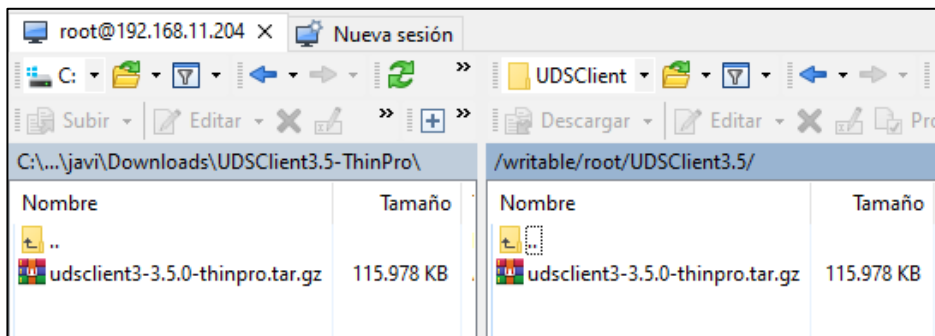 root@192.168.11.204 × Nueva sesión
C: » UDSClient
Subir Editar » » Descargar Editar Pro
C:\...\javi\Downloads\UDSClient3.5-ThinPro\ /writable/root/UDSClient3.5/
Nombre Tamaño Nombre Tamaño
.. ..
udsclient3-3.5.0-thinpro.tar.gz 115.978 KB udsclient3-3.5.0-thinpro.tar.gz 115.978 KB